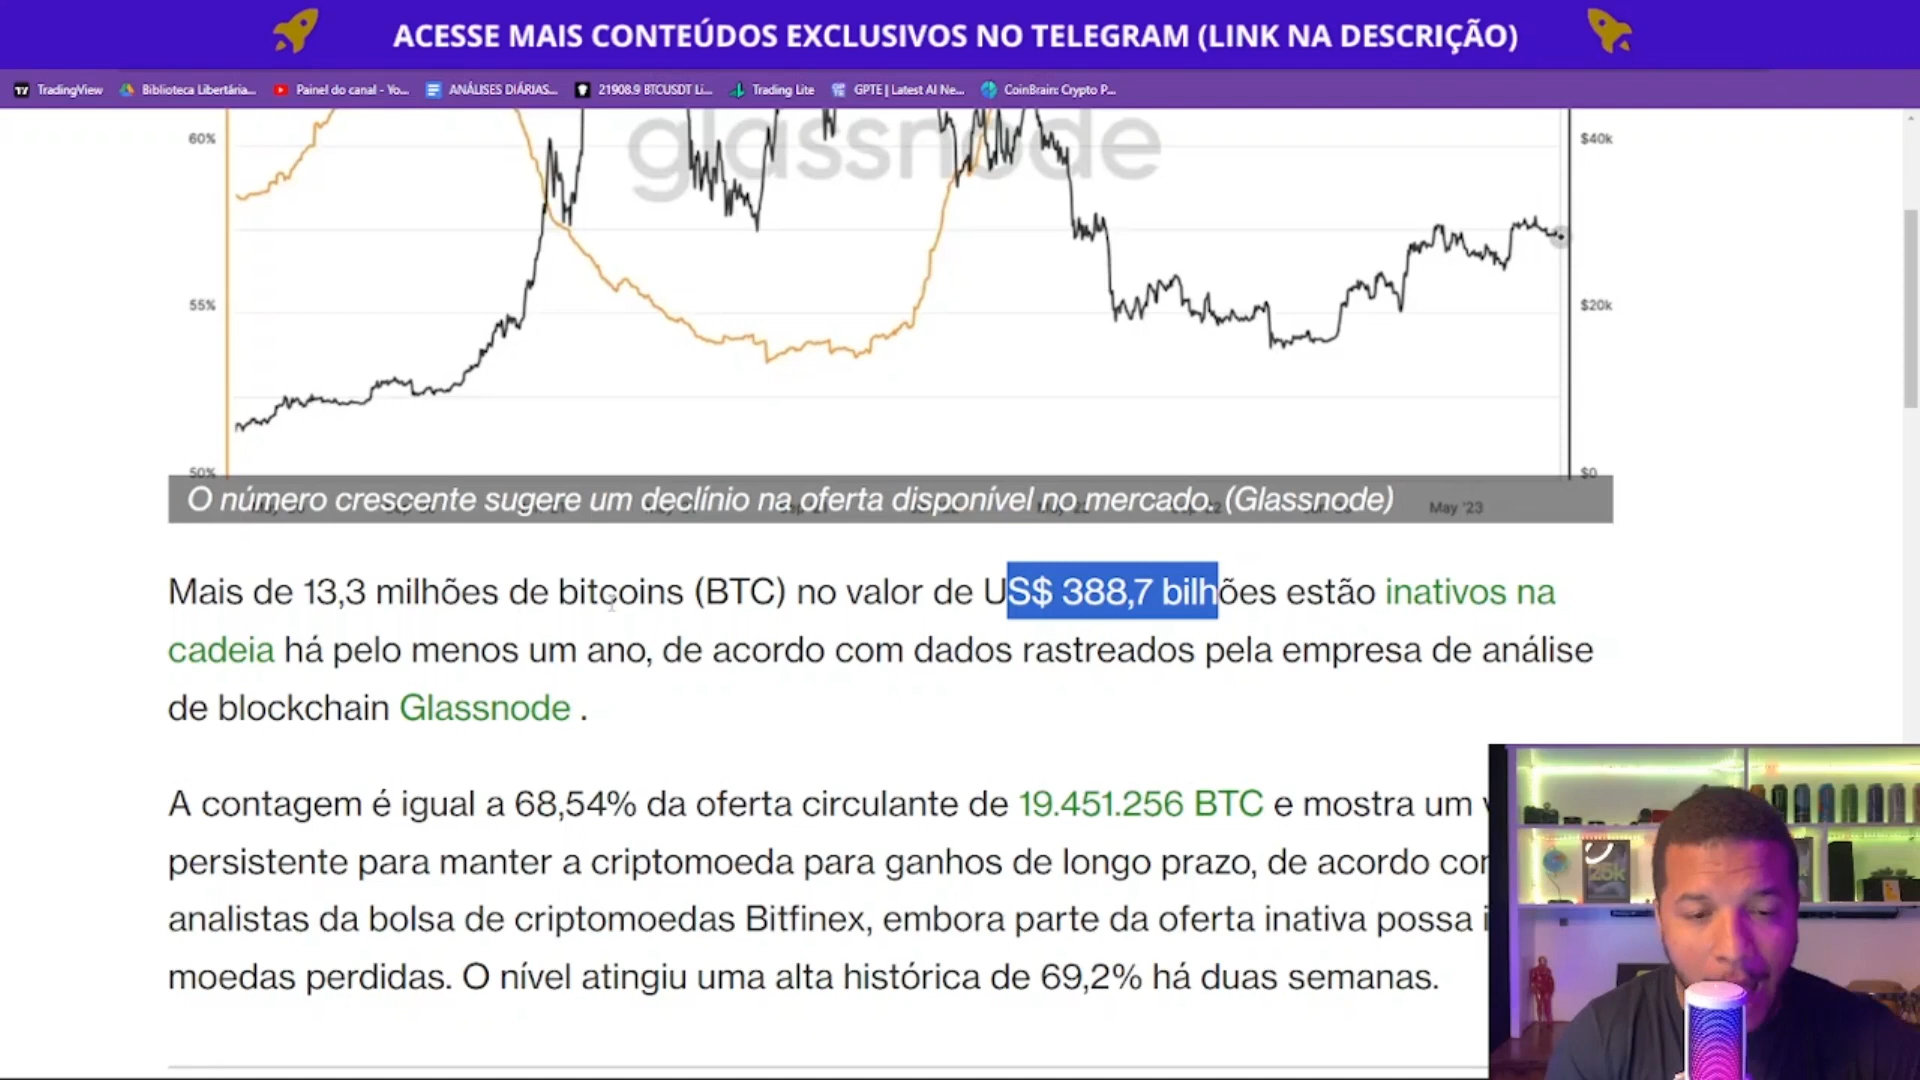 ACESSE MAIS CONTEÚDOS EXCLUSIVOS NO TELEGRAM (LINK NA DESCRIÇÃO)
TradingView Biblioteca Libertária... Painel do canal - Yo... ANÁLISES DIÁRIAS... 21908.9 BTCUSDT Li... Trading Lite GPTE | Latest AI Ne... CoinBrain: Crypto P...
60% glassnode $40k
55% $20k
50% $0
O número crescente sugere um declínio na oferta disponível no mercado. (Glassnode)
May '23
Mais de 13,3 milhões de bitcoins (BTC) no valor de US$ 388,7 bilhões estão inativos na
cadeia há pelo menos um ano, de acordo com dados rastreados pela empresa de análise
de blockchain Glassnode .
A contagem é igual a 68,54% da oferta circulante de 19.451.256 BTC e mostra um
persistente para manter a criptomoeda para ganhos de longo prazo, de acordo
analistas da bolsa de criptomoedas Bitfinex, embora parte da oferta inativa possa
moedas perdidas. O nível atingiu uma alta histórica de 69,2% há duas semanas.
25k